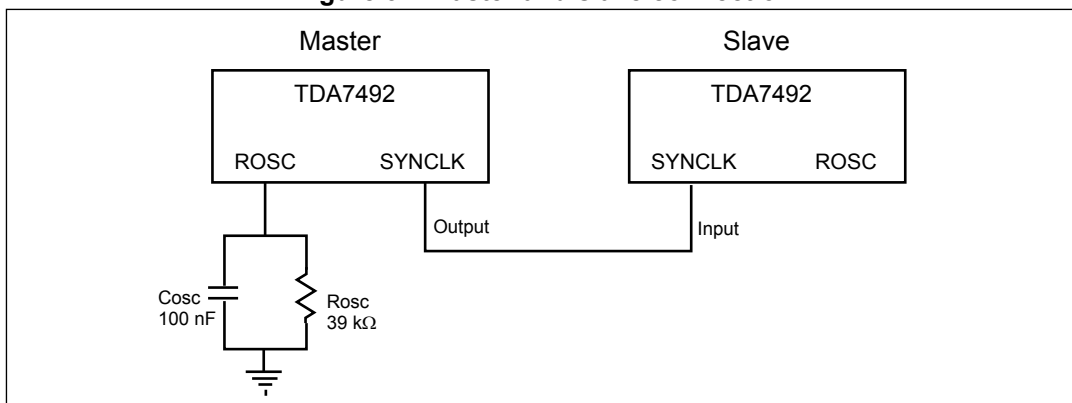 Master
Slave
TDA7492
TDA7492
ROSC
SYNCLK
SYNCLK
ROSC
Output
Input
Cosc
100 nF
Rosc
39 kΩ